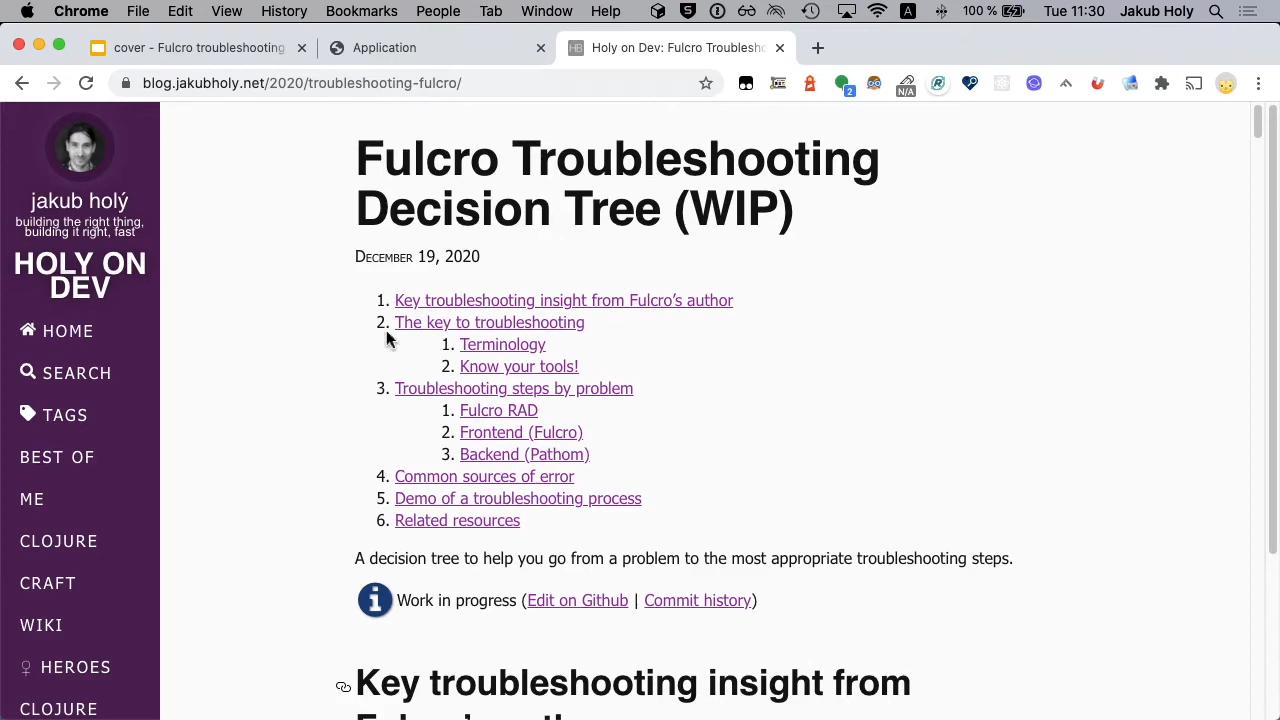 Chrome File Edit View History Bookmarks People Tab Window Help 100 % Tue 11:30 Jakub Holy
cover - Fulcro troubleshooting Application Holy on Dev: Fulcro Troublesh
blog.jakubholy.net/2020/troubleshooting-fulcro/
2
N/A
jakub holý
building the right thing,
building it right, fast
HOLY ON
DEV
HOME
SEARCH
TAGS
BEST OF
ME
CLOJURE
CRAFT
WIKI
♀ HEROES
CLOJURE
Fulcro Troubleshooting
Decision Tree (WIP)
December 19, 2020
1. Key troubleshooting insight from Fulcro’s author
2. The key to troubleshooting
1. Terminology
2. Know your tools!
3. Troubleshooting steps by problem
1. Fulcro RAD
2. Frontend (Fulcro)
3. Backend (Pathom)
4. Common sources of error
5. Demo of a troubleshooting process
6. Related resources
A decision tree to help you go from a problem to the most appropriate troubleshooting steps.
Work in progress (Edit on Github | Commit history)
Key troubleshooting insight from